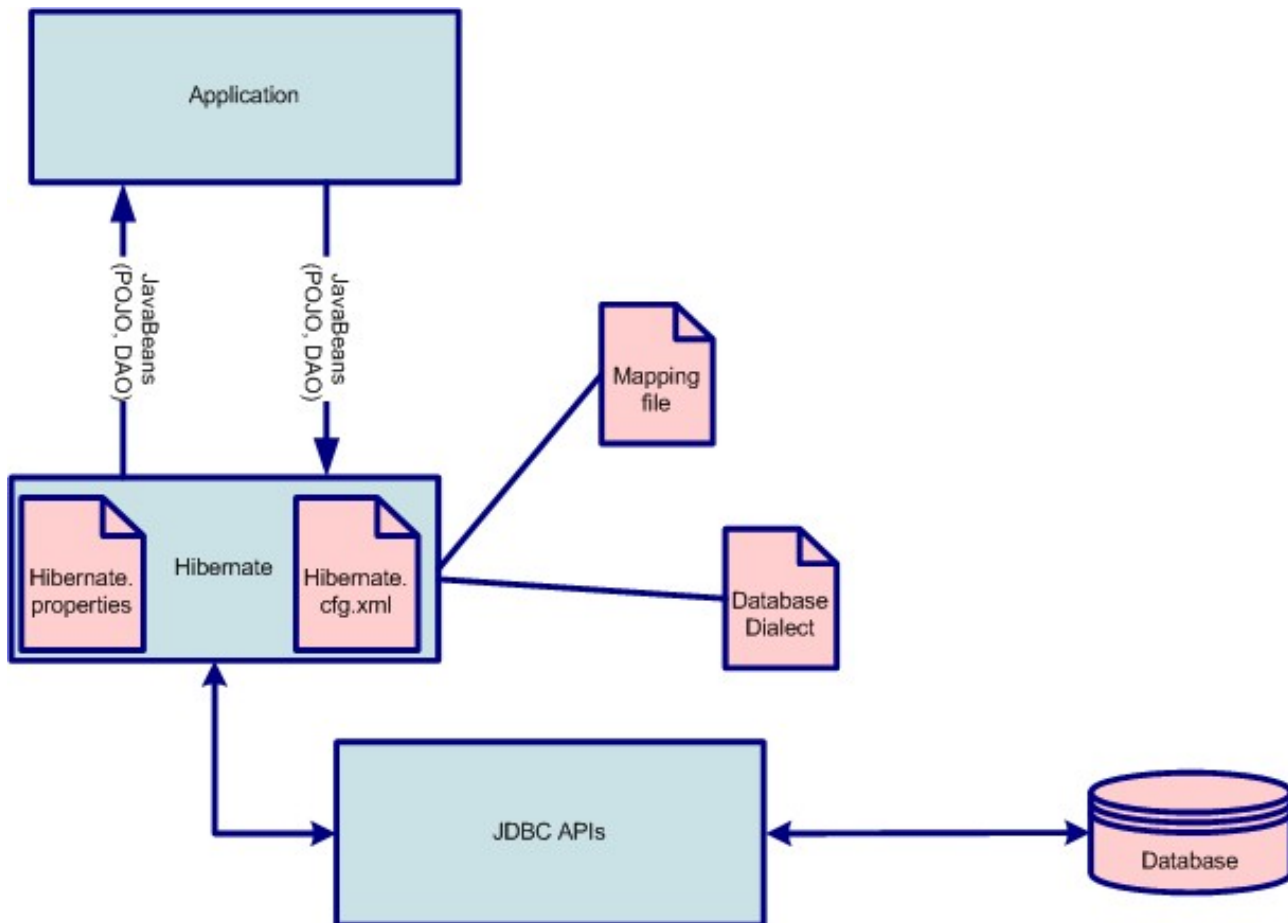 Application
JavaBeans
(POJO, DAO)
JavaBeans
(POJO, DAO)
Mapping
file
Hibernate.
properties
Hibernate
Hibernate.
cfg.xml
Database
Dialect
JDBC APIs
Database